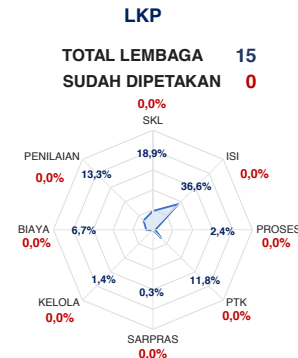 LKP
TOTAL LEMBAGA 15
SUDAH DIPETAKAN 0
0,0%
SKL
18,9%
PENILAIAN
0,0%
13,3%
ISI
0,0%
36,6%
BIAYA
0,0%
6,7%
2,4%
PROSES
0,0%
1,4%
11,8%
KELOLA
0,0%
0,3%
PTK
0,0%
SARPRAS
0,0%